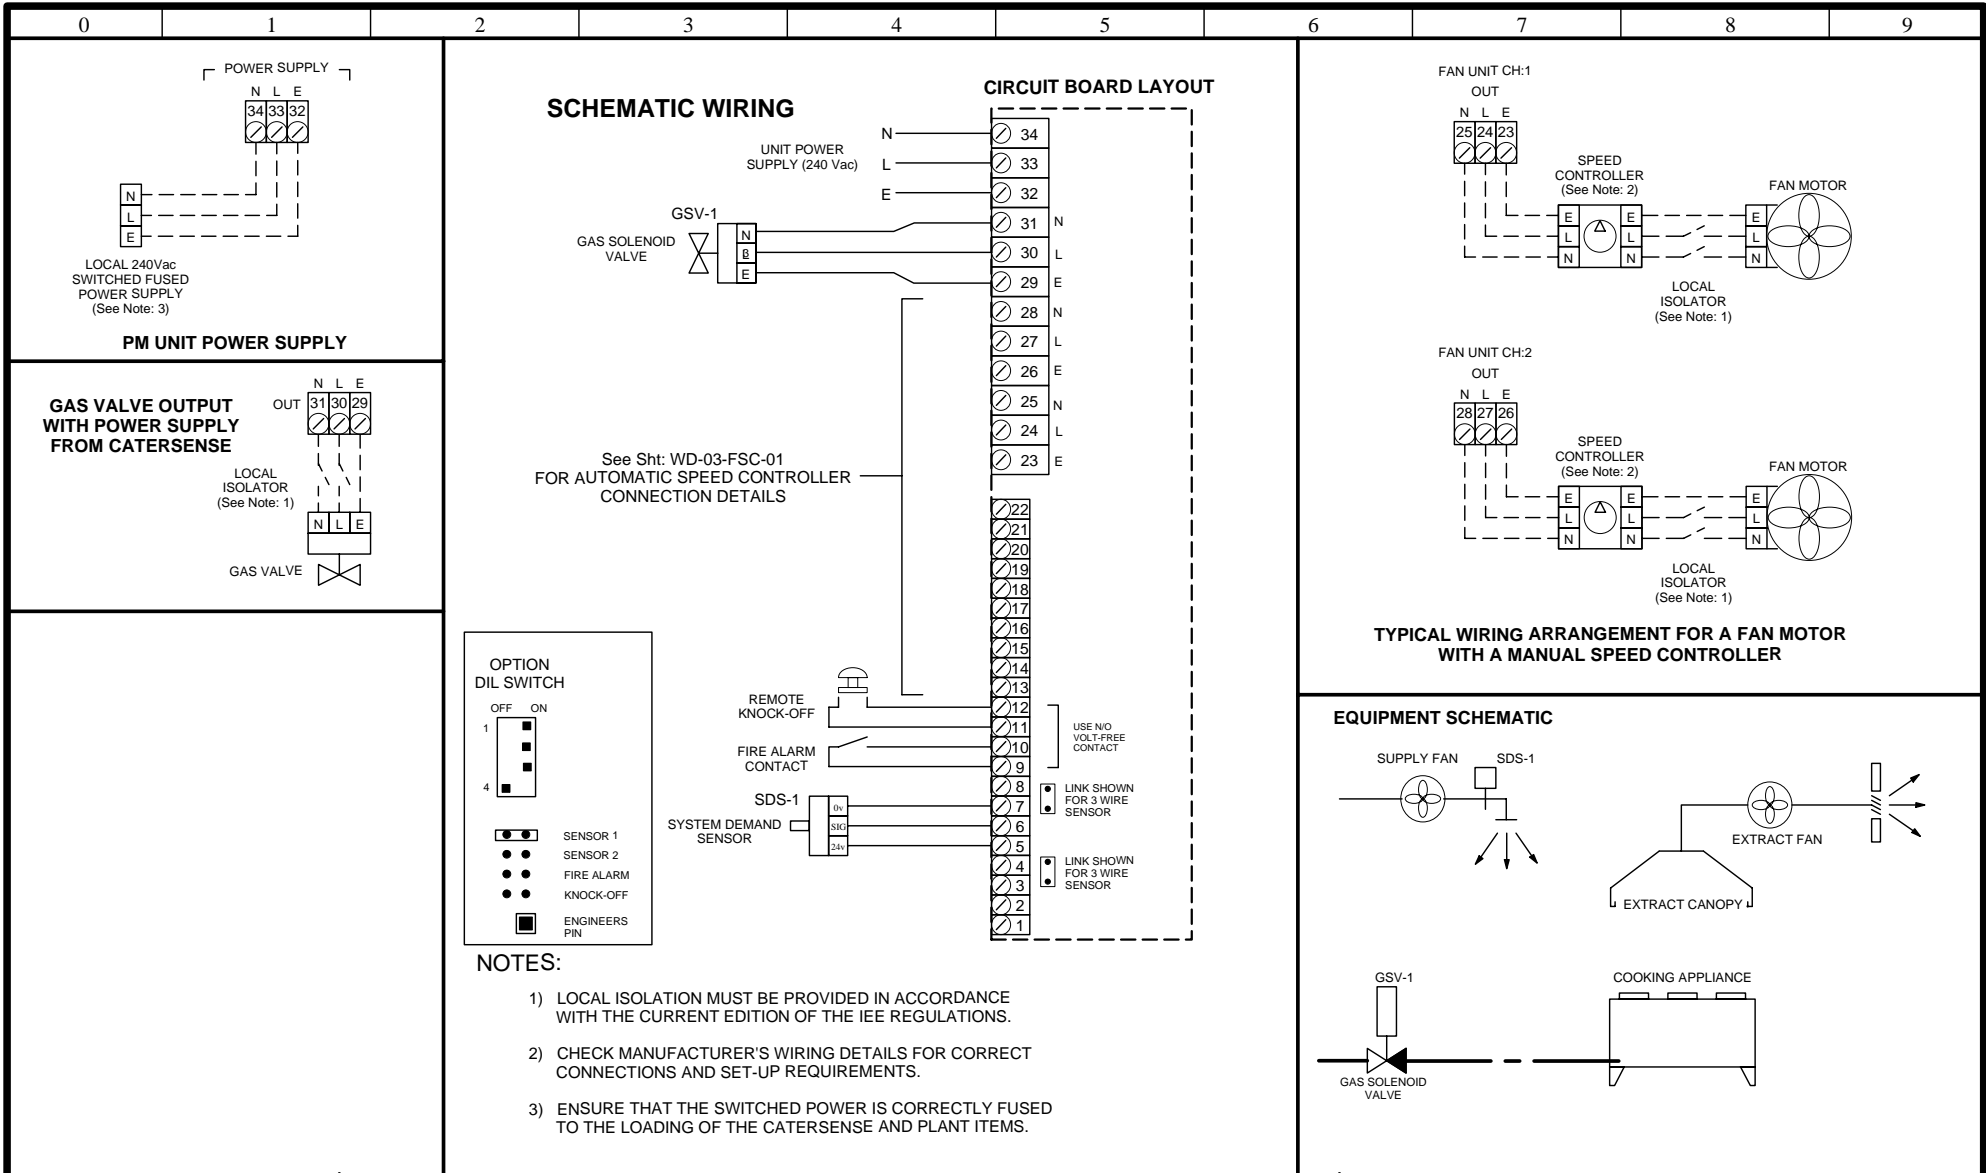 0 1 2 3 4 5 6 7 8 9
POWER SUPPLY
N L E
34 33 32
N
L
E
LOCAL 240Vac
SWITCHED FUSED
POWER SUPPLY
(See Note: 3)
PM UNIT POWER SUPPLY
GAS VALVE OUTPUT
WITH POWER SUPPLY
FROM CATERSENSE
N L E
OUT 31 30 29
LOCAL
ISOLATOR
(See Note: 1)
N L E
GAS VALVE
SCHEMATIC WIRING
CIRCUIT BOARD LAYOUT
UNIT POWER
SUPPLY (240 Vac)
N 34
L 33
E 32
GSV-1
GAS SOLENOID
VALVE
N
E
31 N
30 L
29 E
28 N
27 L
26 E
25 N
24 L
23 E
See Sht: WD-03-FSC-01
FOR AUTOMATIC SPEED CONTROLLER
CONNECTION DETAILS
22
21
20
19
18
17
16
15
14
13
12
11
10
9
8
7
6
5
4
3
2
1
REMOTE
KNOCK-OFF
FIRE ALARM
CONTACT
USE N/O
VOLT-FREE
CONTACT
SDS-1
SYSTEM DEMAND
SENSOR
0v
SIG
24v
LINK SHOWN
FOR 3 WIRE
SENSOR
LINK SHOWN
FOR 3 WIRE
SENSOR
OPTION
DIL SWITCH
OFF ON
1
4
SENSOR 1
SENSOR 2
FIRE ALARM
KNOCK-OFF
ENGINEERS
PIN
NOTES:
1) LOCAL ISOLATION MUST BE PROVIDED IN ACCORDANCE
WITH THE CURRENT EDITION OF THE IEE REGULATIONS.
2) CHECK MANUFACTURER'S WIRING DETAILS FOR CORRECT
CONNECTIONS AND SET-UP REQUIREMENTS.
3) ENSURE THAT THE SWITCHED POWER IS CORRECTLY FUSED
TO THE LOADING OF THE CATERSENSE AND PLANT ITEMS.
FAN UNIT CH:1
OUT
N L E
25 24 23
SPEED
CONTROLLER
(See Note: 2)
FAN MOTOR
E E E
L L L
N N N
LOCAL
ISOLATOR
(See Note: 1)
FAN UNIT CH:2
OUT
N L E
28 27 26
SPEED
CONTROLLER
(See Note: 2)
FAN MOTOR
E E E
L L L
N N N
LOCAL
ISOLATOR
(See Note: 1)
TYPICAL WIRING ARRANGEMENT FOR A FAN MOTOR
WITH A MANUAL SPEED CONTROLLER
EQUIPMENT SCHEMATIC
SUPPLY FAN SDS-1
EXTRACT FAN
EXTRACT CANOPY
GSV-1
COOKING APPLIANCE
GAS SOLENOID
VALVE